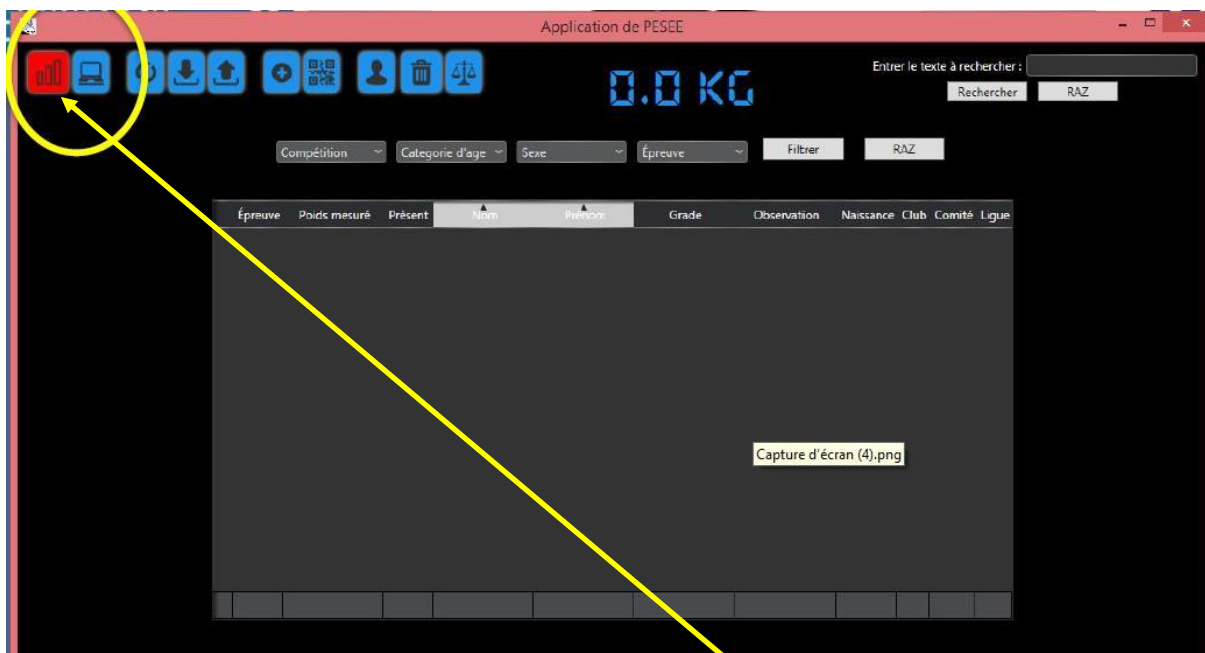 Application de PESEE
0.0 KG
Entrer le texte à rechercher :
Rechercher RAZ
Compétition Categorie d'age Sexe Épreuve Filtrer RAZ
Épreuve Poids mesuré Présent Nom Prénom Grade Observation Naissance Club Comité Ligue
Capture d'écran (4).png